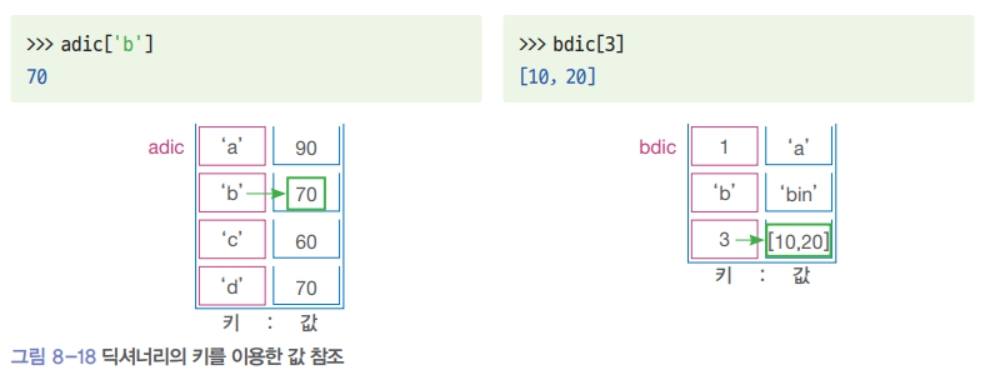 >>> adic['b']
70
>>> bdic[3]
[10, 20]
adic
'a' 90
'b' 70
'c' 60
'd' 70
키 : 값
bdic
1 'a'
'b' 'bin'
3 [10,20]
키 : 값
그림 8-18 딕셔너리의 키를 이용한 값 참조